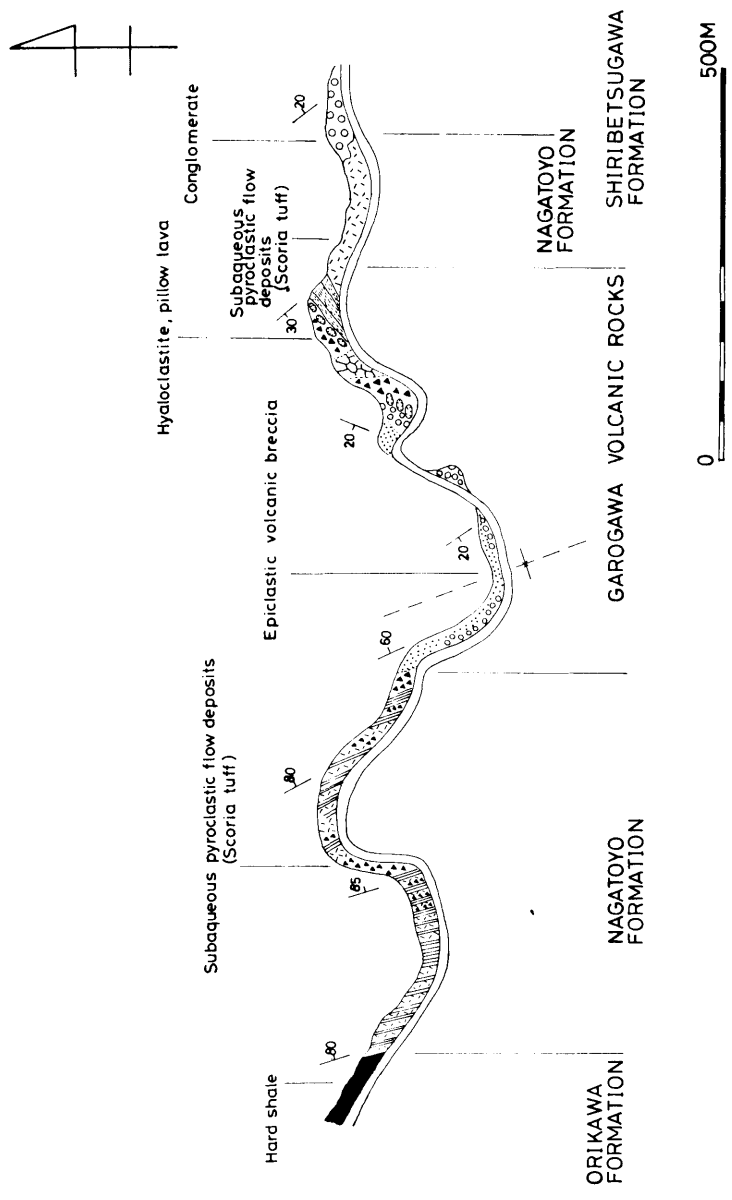 Hard shale
Subaqueous pyroclastic flow deposits
(Scoria tuff)
Epiclastic volcanic breccia
Hyaloclastite, pillow lava
Subaqueous
pyroclastic flow
deposits
(Scoria tuff)
Conglomerate
80
85
80
60
20
20
30
20
ORIKAWA
FORMATION
NAGATOYO
FORMATION
GAROGAWA VOLCANIC ROCKS
NAGATOYO
FORMATION
SHIRIBETSUGAWA
FORMATION
0
500M